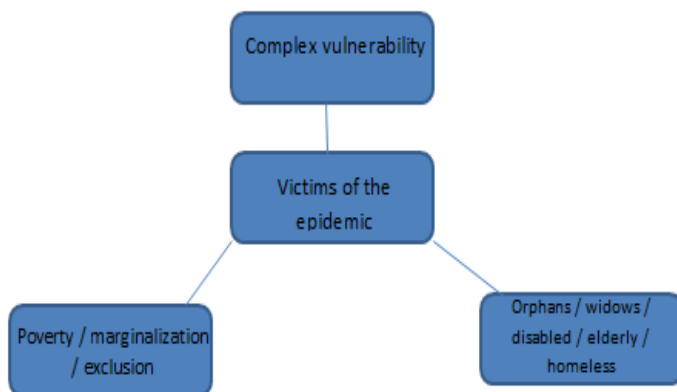 Complex vulnerability
Victims of the
epidemic
Poverty / marginalization
/ exclusion
Orphans / widows /
disabled / elderly /
homeless